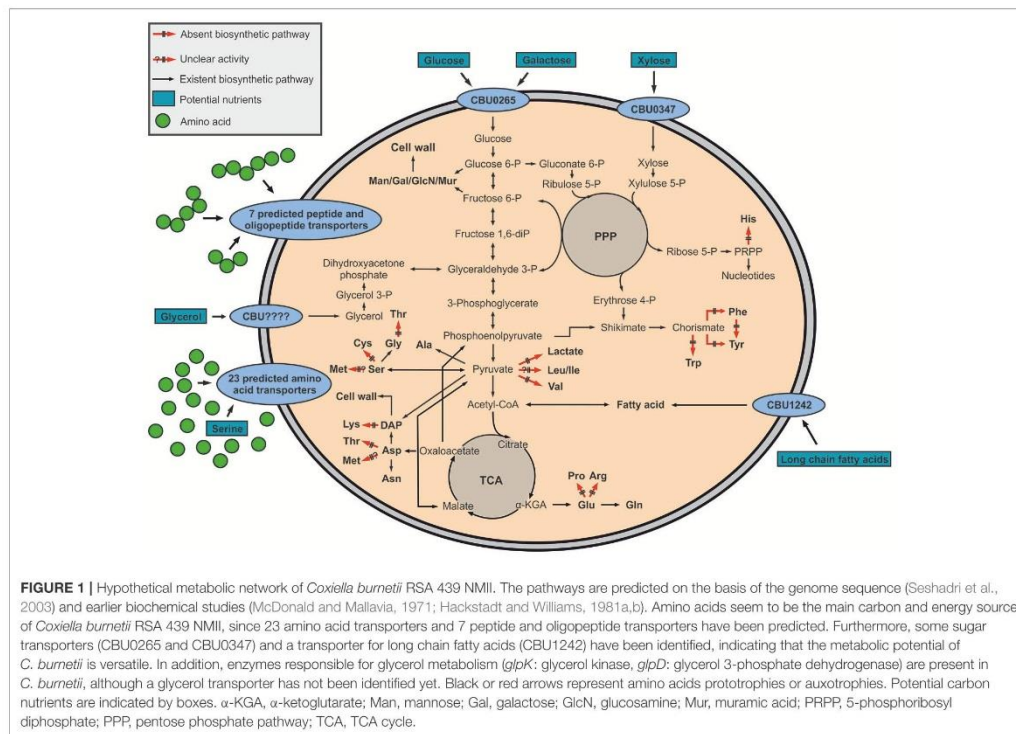 Absent biosynthetic pathway
Unclear activity
Existent biosynthetic pathway
Potential nutrients
Amino acid
Glucose
Galactose
Xylose
CBU0265
CBU0347
Glucose
Cell wall
Glucose 6-P
Gluconate 6-P
Xylose
Man/Gal/GlcN/Mur
Ribulose 5-P
Xylulose 5-P
Fructose 6-P
7 predicted peptide and
oligopeptide transporters
His
Fructose 1,6-diP
PPP
Ribose 5-P
PRPP
Dihydroxyacetone
phosphate
Glyceraldehyde 3-P
Nucleotides
Glycerol 3-P
3-Phosphoglycerate
Erythrose 4-P
Glycerol
CBU????
Glycerol
Thr
Phosphoenolpyruvate
Shikimate
Chorismate
Phe
Cys
Gly
Ala
Lactate
Tyr
Met
?
Ser
Pyruvate
?
Leu/Ile
Trp
23 predicted amino
acid transporters
Val
Cell wall
Acetyl-CoA
Fatty acid
CBU1242
Serine
Lys
DAP
Citrate
Thr
Asp
Oxaloacetate
Long chain fatty acids
Met
?
TCA
Pro
Arg
Asn
Malate
α-KGA
Glu
Gln
FIGURE 1 | Hypothetical metabolic network of Coxiella burnetii RSA 439 NMII. The pathways are predicted on the basis of the genome sequence (Seshadri et al.,
2003) and earlier biochemical studies (McDonald and Mallavia, 1971; Hackstadt and Williams, 1981a,b). Amino acids seem to be the main carbon and energy source
of Coxiella burnetii RSA 439 NMII, since 23 amino acid transporters and 7 peptide and oligopeptide transporters have been predicted. Furthermore, some sugar
transporters (CBU0265 and CBU0347) and a transporter for long chain fatty acids (CBU1242) have been identified, indicating that the metabolic potential of
C. burnetii is versatile. In addition, enzymes responsible for glycerol metabolism (glpK: glycerol kinase, glpD: glycerol 3-phosphate dehydrogenase) are present in
C. burnetii, although a glycerol transporter has not been identified yet. Black or red arrows represent amino acids prototrophies or auxotrophies. Potential carbon
nutrients are indicated by boxes. α-KGA, α-ketoglutarate; Man, mannose; Gal, galactose; GlcN, glucosamine; Mur, muramic acid; PRPP, 5-phosphoribosyl
diphosphate; PPP, pentose phosphate pathway; TCA, TCA cycle.